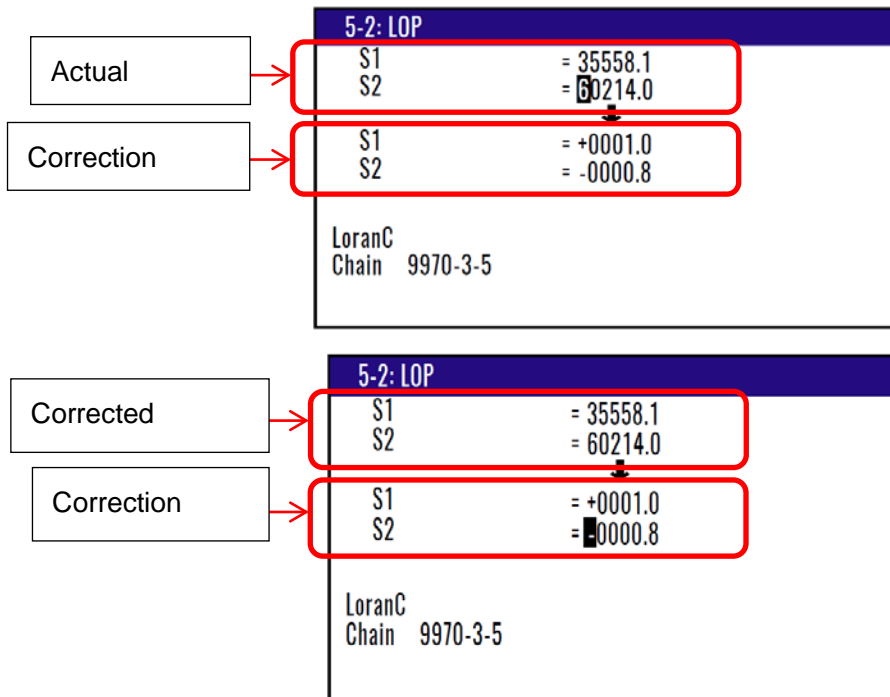 5-2: LOP
Actual
S1 = 35558.1
S2 = 60214.0
Correction
S1 = +0001.0
S2 = -0000.8
LoranC
Chain 9970-3-5
5-2: LOP
Corrected
S1 = 35558.1
S2 = 60214.0
Correction
S1 = +0001.0
S2 = -0000.8
LoranC
Chain 9970-3-5